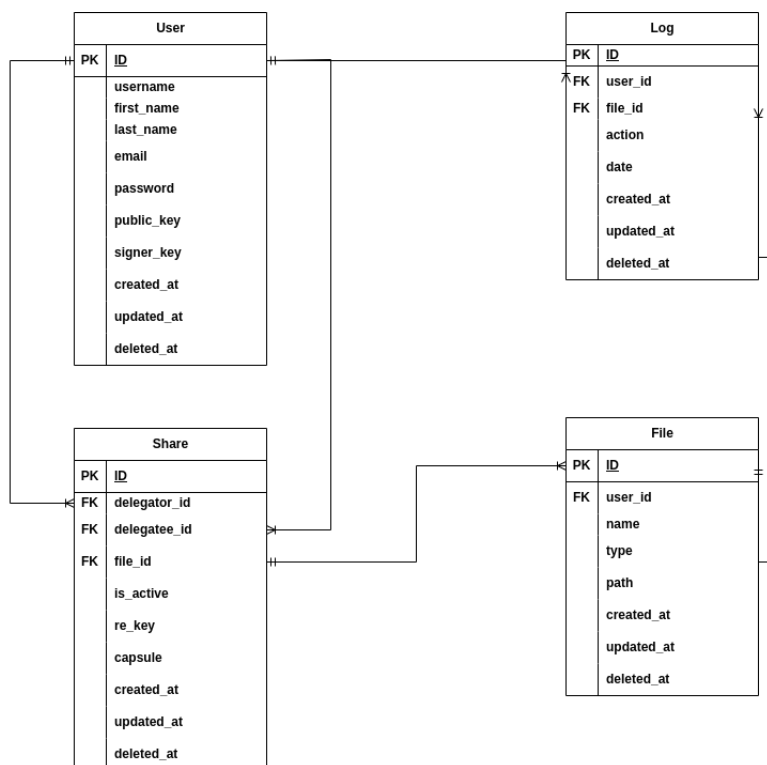 User
PK ID
username
first_name
last_name
email
password
public_key
signer_key
created_at
updated_at
deleted_at
Log
PK ID
FK user_id
FK file_id
action
date
created_at
updated_at
deleted_at
Share
PK ID
FK delegator_id
FK delegatee_id
FK file_id
is_active
re_key
capsule
created_at
updated_at
deleted_at
File
PK ID
FK user_id
name
type
path
created_at
updated_at
deleted_at